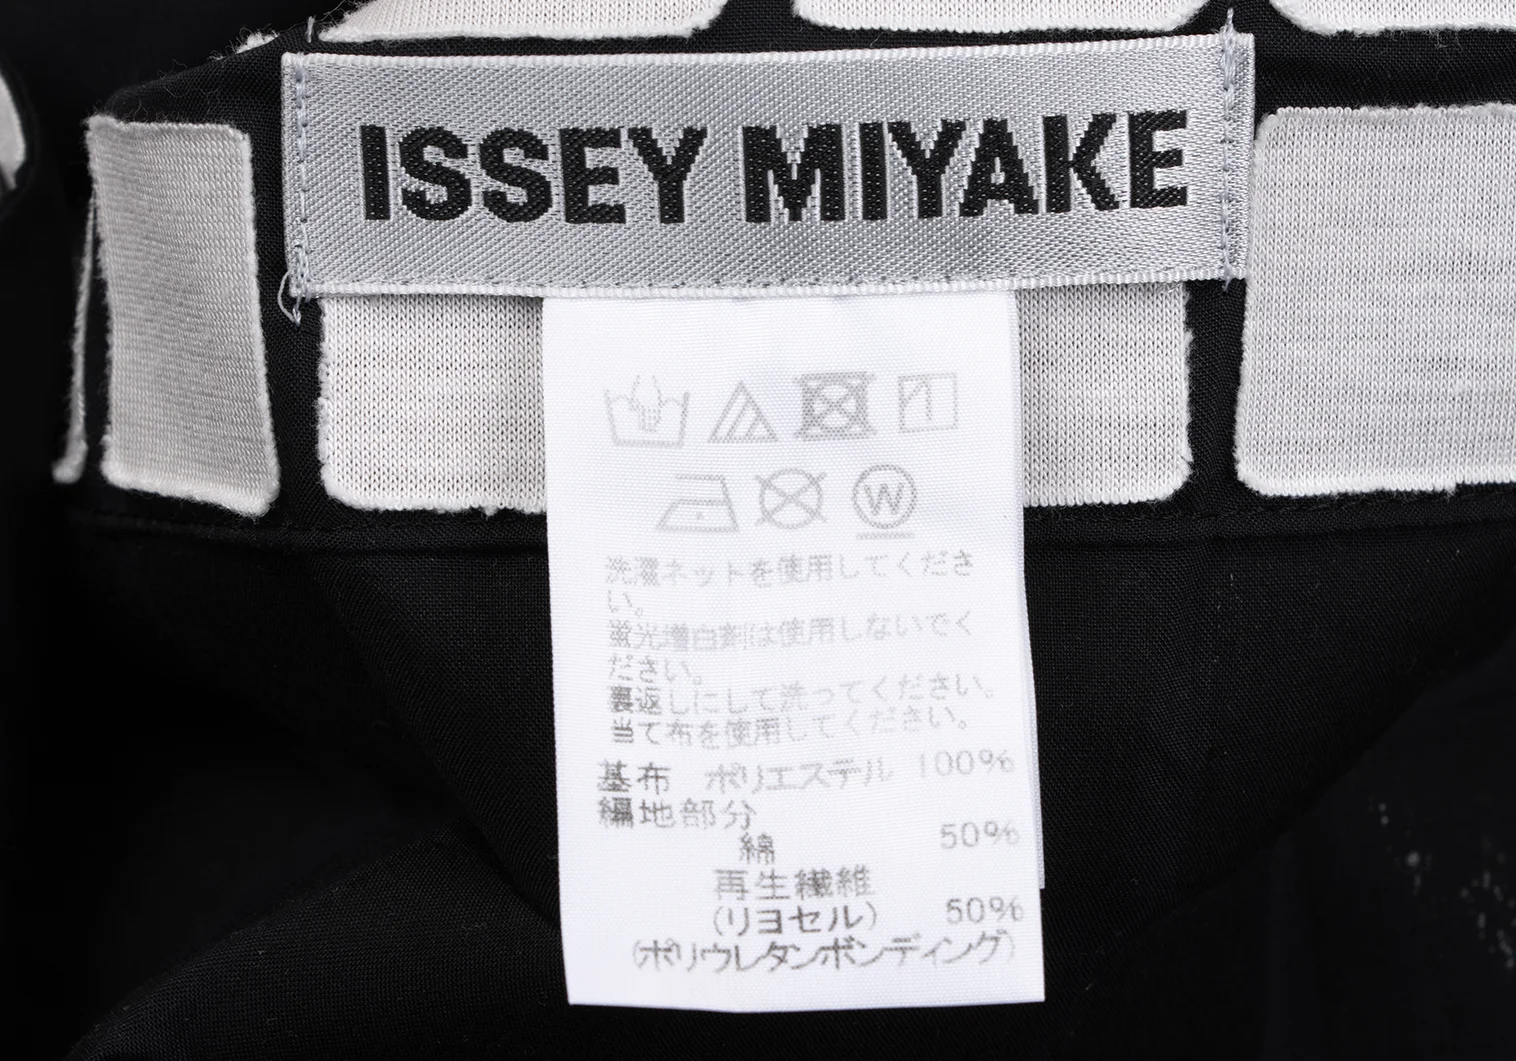 ISSEY MIYAKE
W
洗濯ネットを使用してくださ
い。
蛍光増白剤は使用しないでく
ださい。
裏返しにして洗ってください。
当て布を使用してください。
基布 ポリエステル 100%
編地部分
綿 50%
再生繊維
(リヨセル) 50%
(ポリウレタンボンディング)